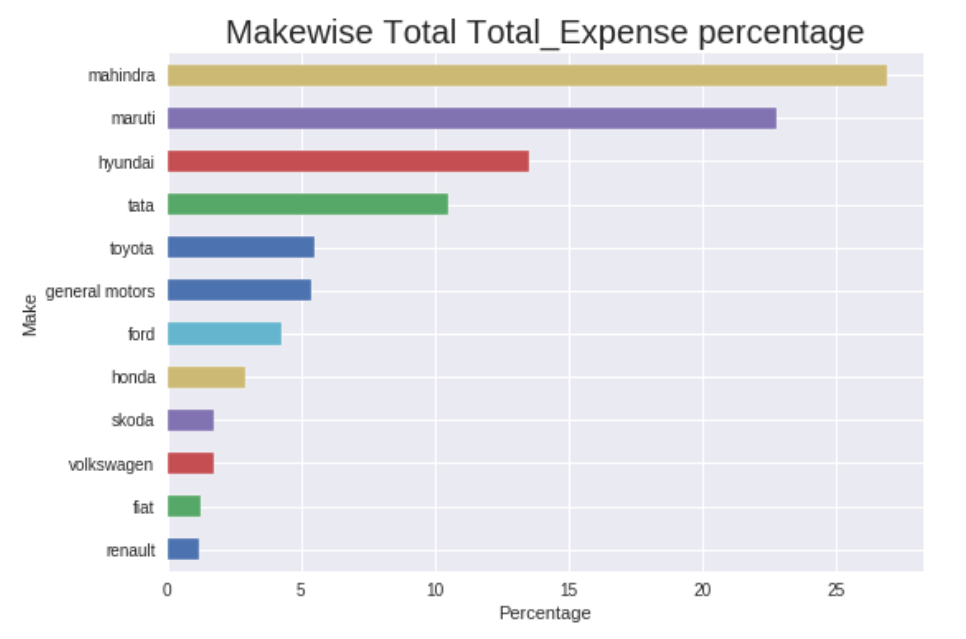 Makewise Total Total_Expense percentage
mahindra
maruti
hyundai
tata
toyota
general motors
ford
honda
skoda
volkswagen
fiat
renault
Make
0 5 10 15 20 25
Percentage